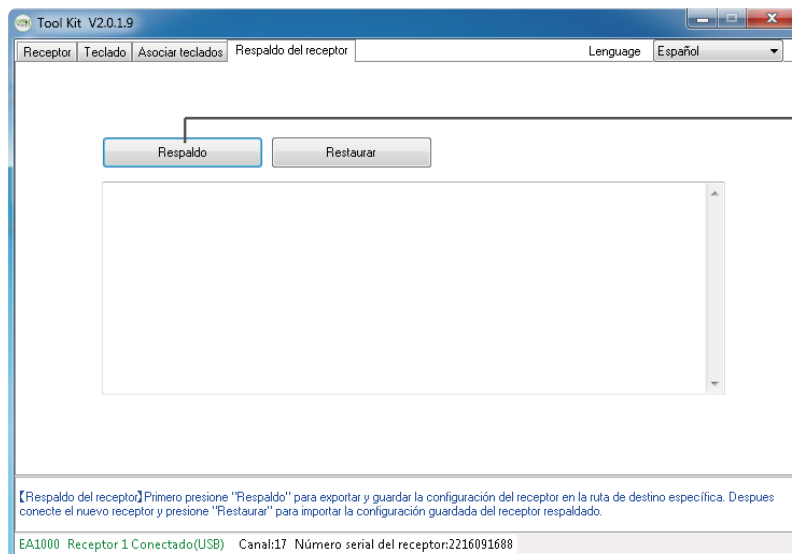 Tool Kit V2.0.1.9
Receptor Teclado Asociar teclados Respaldo del receptor Lenguage Español
Respaldo Restaurar
【Respaldo del receptor】Primero presione "Respaldo" para exportar y guardar la configuración del receptor en la ruta de destino específica. Despues
conecte el nuevo receptor y presione "Restaurar" para importar la configuración guardada del receptor respaldado.
EA1000 Receptor 1 Conectado(USB) Canal:17 Número serial del receptor:2216091688